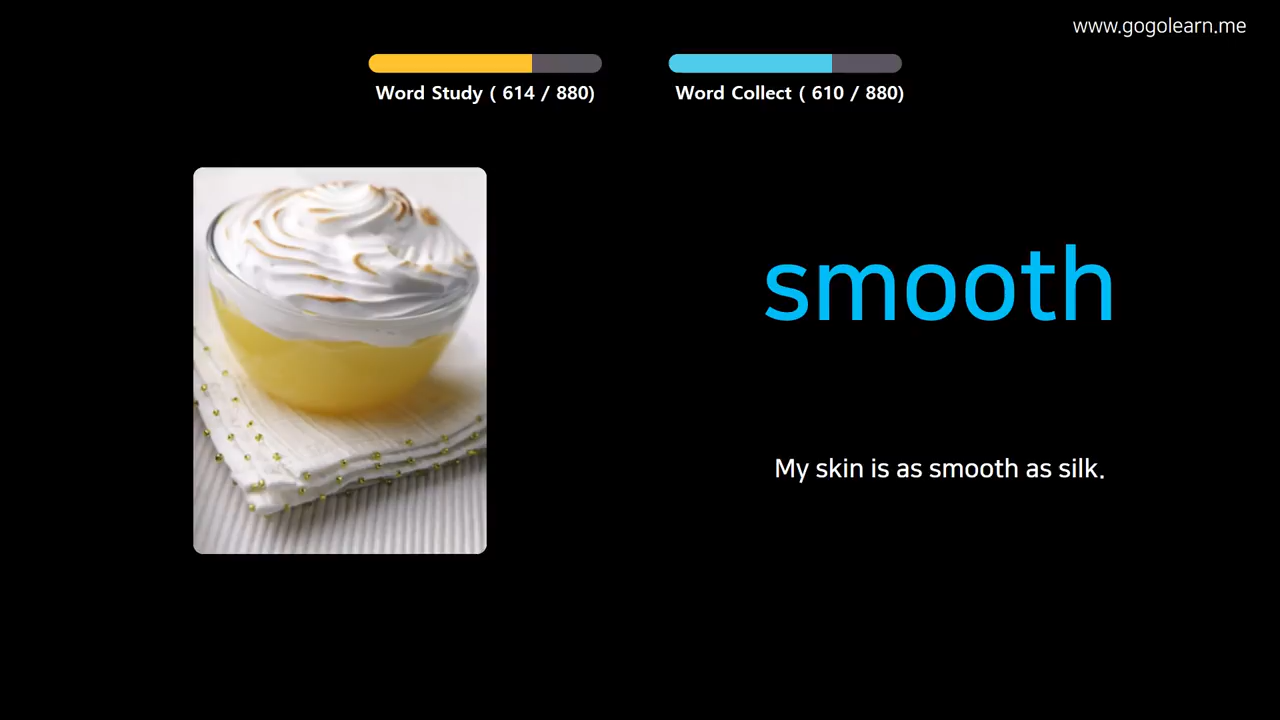 www.gogolearn.me
Word Study ( 614 / 880)
Word Collect ( 610 / 880)
smooth
My skin is as smooth as silk.